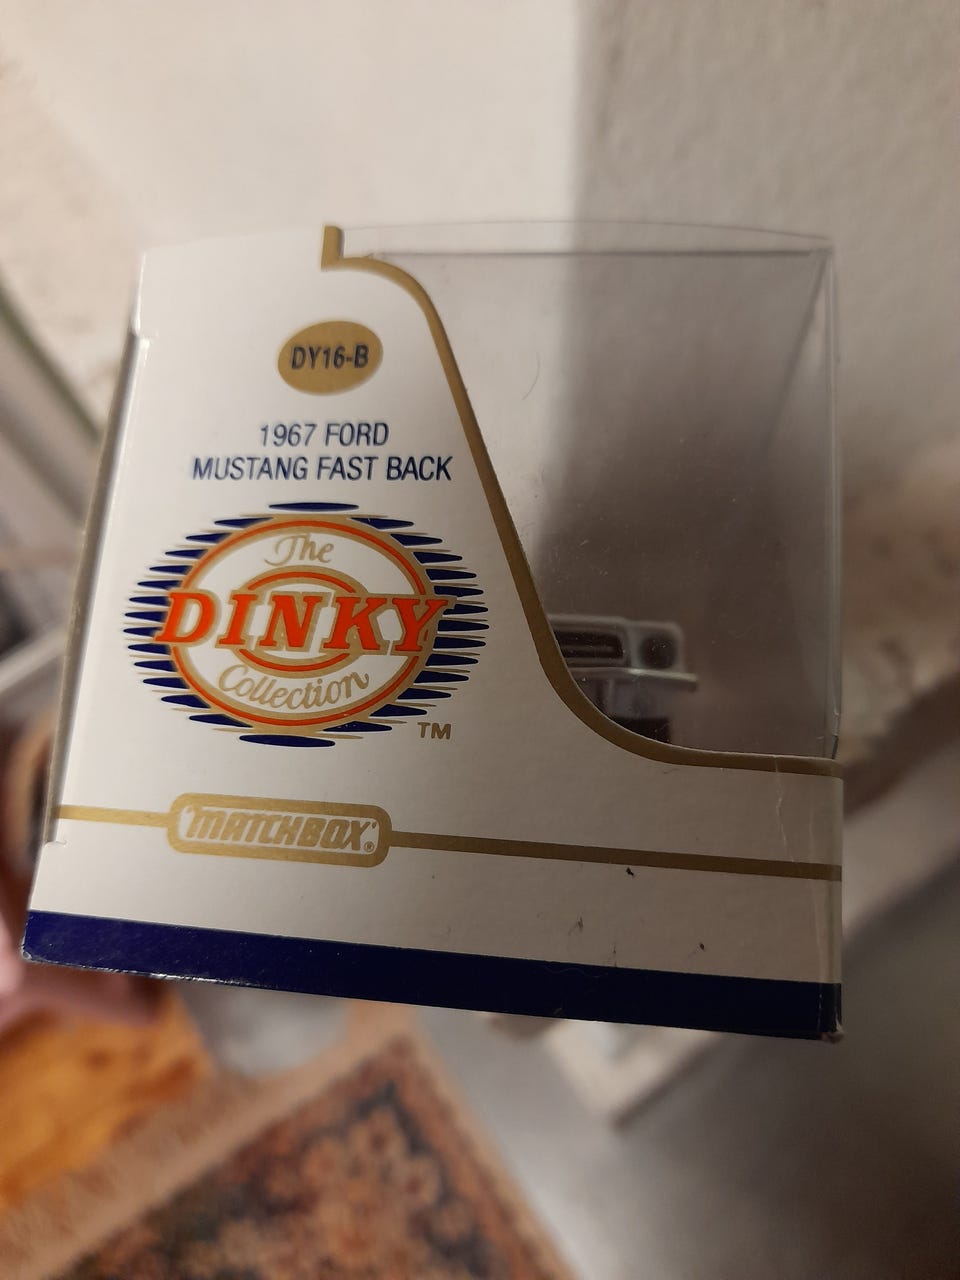 DY16-B
1967 FORD
MUSTANG FAST BACK
The
DINKY
Collection
TM
"MATCHBOX"®